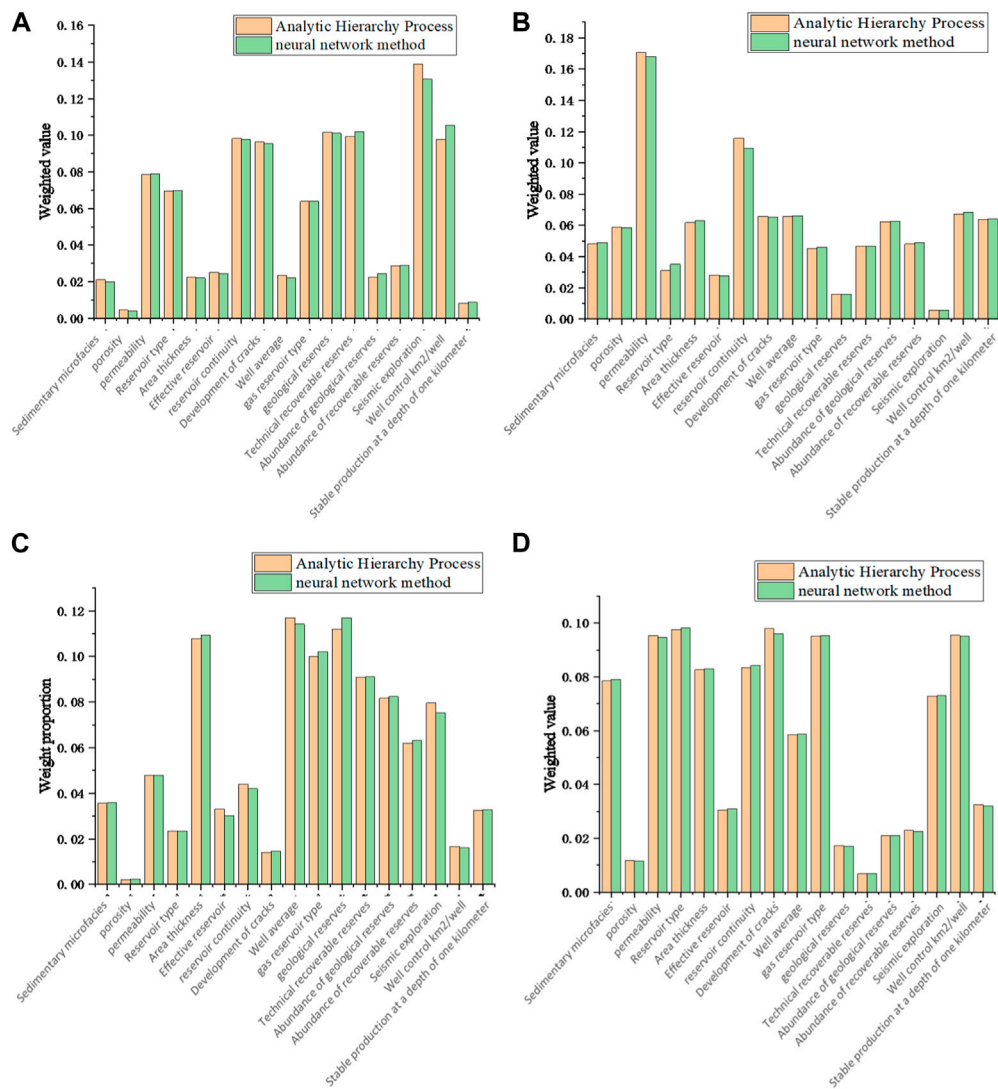 A
Analytic Hierarchy Process
neural network method
Weighted value
0.16
0.14
0.12
0.10
0.08
0.06
0.04
0.02
0.00
Sedimentary microfacies
porosity
permeability
Reservoir type
Area thickness
Effective reservoir
reservoir continuity
Development of cracks
Well average
gas reservoir type
geological reserves
Technical recoverable reserves
Abundance of geological reserves
Abundance of recoverable reserves
Seismic exploration
Well control km2/well
Stable production at a depth of one kilometer
B
Analytic Hierarchy Process
neural network method
Weighted value
0.18
0.16
0.14
0.12
0.10
0.08
0.06
0.04
0.02
0.00
Sedimentary microfacies
porosity
permeability
Reservoir type
Area thickness
Effective reservoir
reservoir continuity
Development of cracks
Well average
gas reservoir type
geological reserves
Technical recoverable reserves
Abundance of geological reserves
Abundance of recoverable reserves
Seismic exploration
Well control km2/well
Stable production at a depth of one kilometer
C
Analytic Hierarchy Process
neural network method
Weight proportion
0.12
0.10
0.08
0.06
0.04
0.02
0.00
Sedimentary microfacies
porosity
permeability
Reservoir type
Area thickness
Effective reservoir
reservoir continuity
Development of cracks
Well average
gas reservoir type
geological reserves
Technical recoverable reserves
Abundance of geological reserves
Abundance of recoverable reserves
Seismic exploration
Well control km2/well
Stable production at a depth of one kilometer
D
Analytic Hierarchy Process
neural network method
Weighted value
0.10
0.08
0.06
0.04
0.02
0.00
Sedimentary microfacies
porosity
permeability
Reservoir type
Area thickness
Effective reservoir
reservoir continuity
Development of cracks
Well average
gas reservoir type
geological reserves
Technical recoverable reserves
Abundance of geological reserves
Abundance of recoverable reserves
Seismic exploration
Well control km2/well
Stable production at a depth of one kilometer